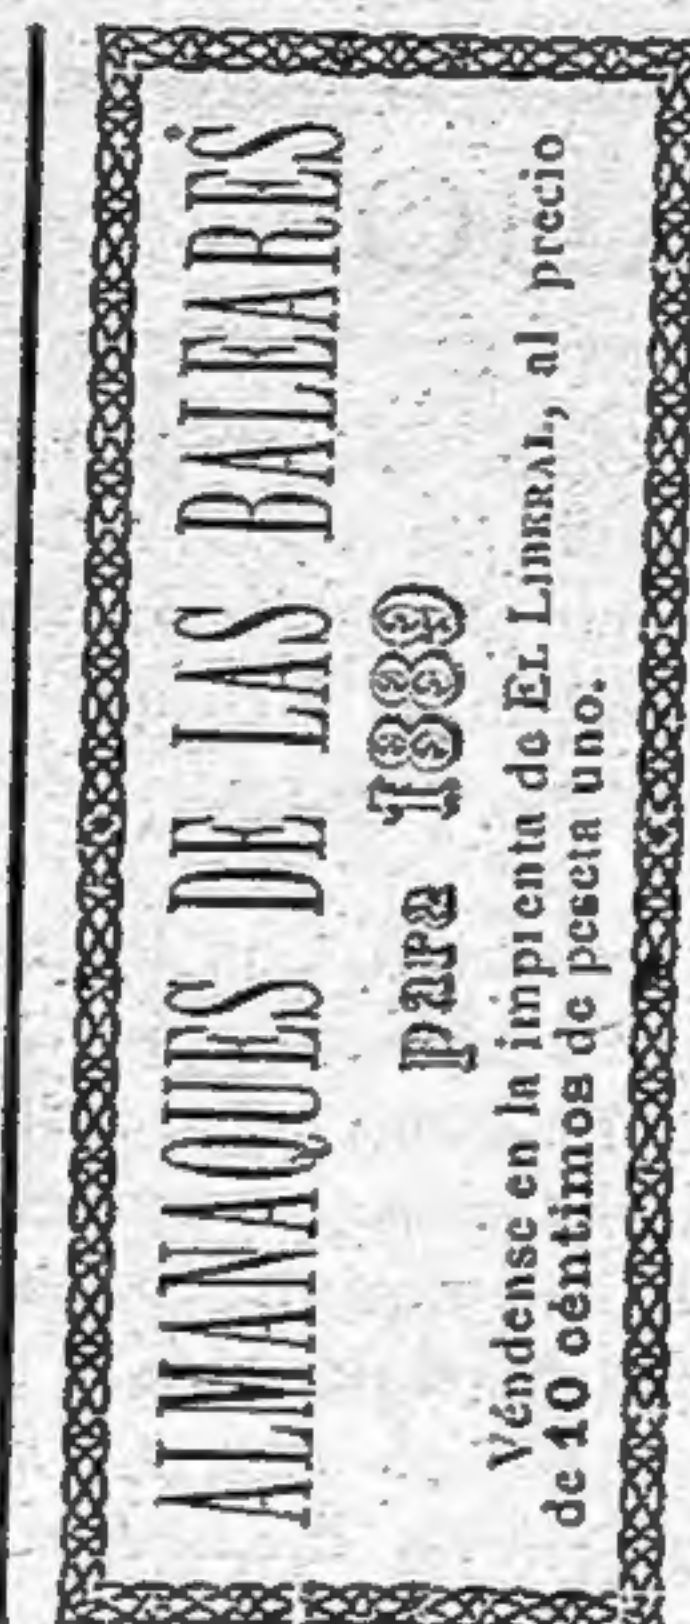 ALMANAQUES DE LAS BALEARES
para 1889
Véndense en la imprenta de EL LIBERAL, al precio
de 10 céntimos de peseta uno.